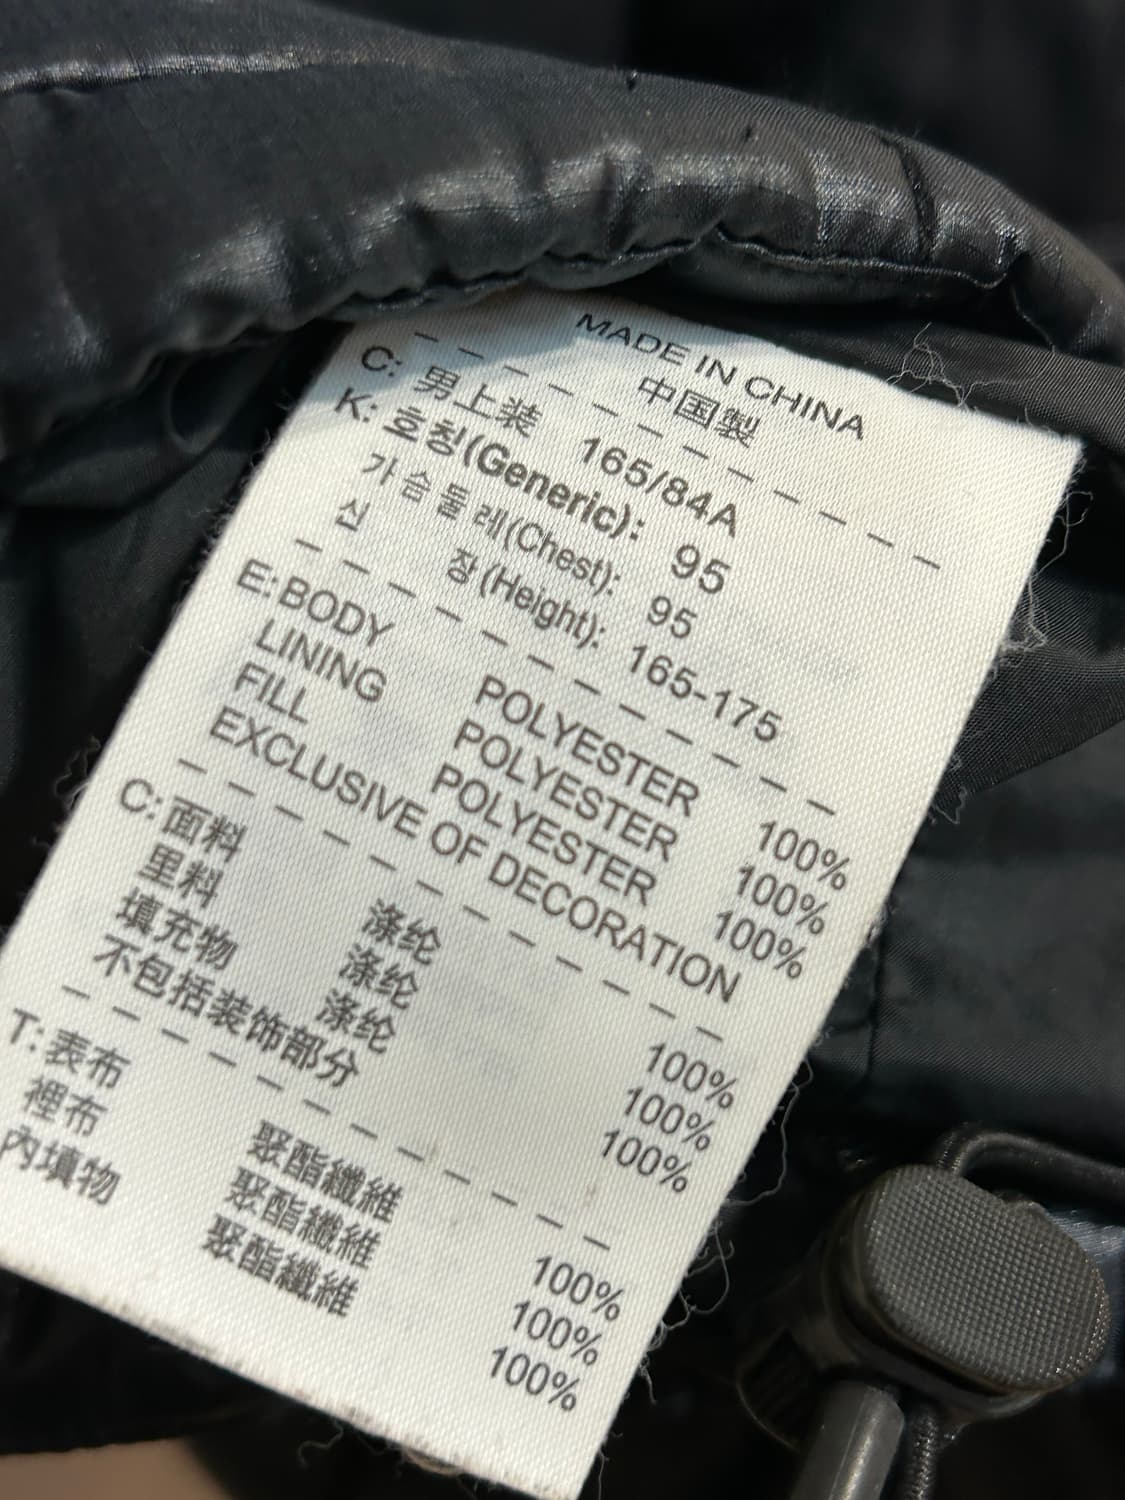 MADE IN CHINA
中国製
– – – – – – – – – – – –
C: 男上装 165/84A
K: 호칭(Generic): 95
가슴둘레(Chest): 95
신 장(Height): 165-175
– – – – – – – – – – – –
E: BODY POLYESTER 100%
LINING POLYESTER 100%
FILL POLYESTER 100%
EXCLUSIVE OF DECORATION
– – – – – – – – – – – –
C: 面料 涤纶 100%
里料 涤纶 100%
填充物 涤纶 100%
不包括装饰部分
– – – – – – – – – – – –
T: 表布 聚酯纖維 100%
裡布 聚酯纖維 100%
內填物 聚酯纖維 100%